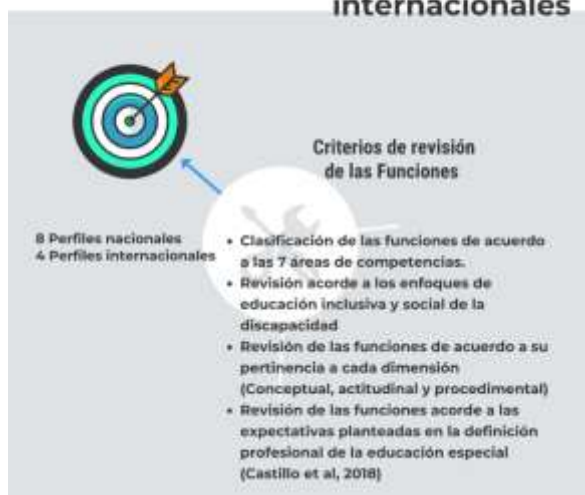 internacionales
Criterios de revisión
de las Funciones
8 Perfiles nacionales
4 Perfiles internacionales
• Clasificación de las funciones de acuerdo
a las 7 áreas de competencias.
• Revisión acorde a los enfoques de
educación inclusiva y social de la
discapacidad
• Revisión de las funciones de acuerdo a su
pertinencia a cada dimensión
(Conceptual, actitudinal y procedimental)
• Revisión de las funciones acorde a las
expectativas planteadas en la definición
profesional de la educación especial
(Castillo et al, 2018)